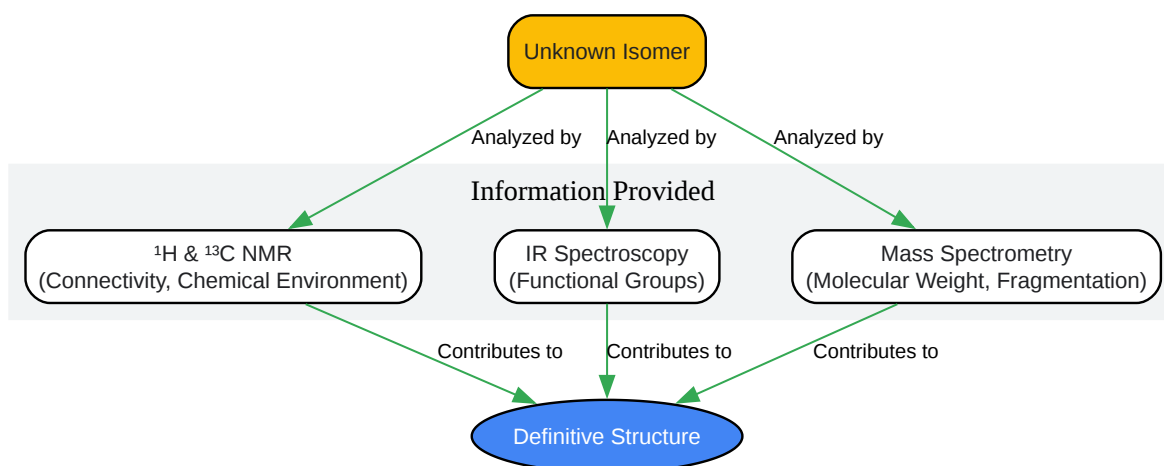 Unknown Isomer
Analyzed by
Analyzed by
Analyzed by
Information Provided
¹H & ¹³C NMR
(Connectivity, Chemical Environment)
IR Spectroscopy
(Functional Groups)
Mass Spectrometry
(Molecular Weight, Fragmentation)
Contributes to
Contributes to
Contributes to
Definitive Structure